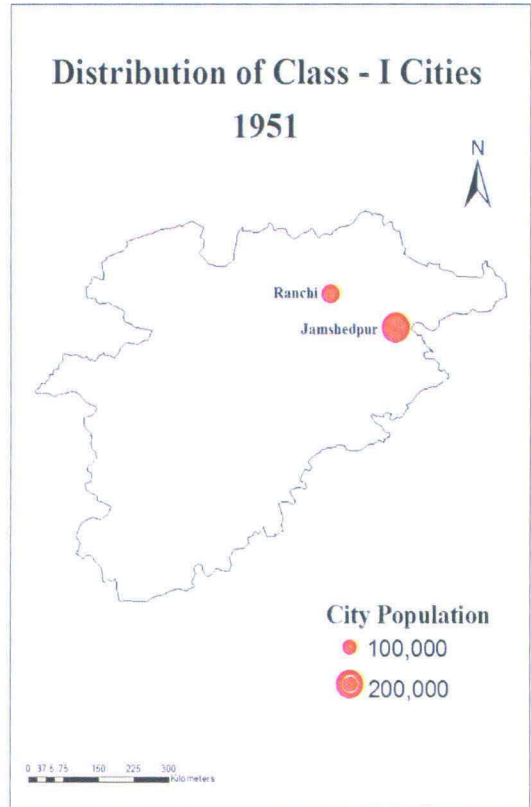 Distribution of Class - I Cities
1951
N
Ranchi
Jamshedpur
City Population
100,000
200,000
0 37.5 75 150 225 300
Kilometers